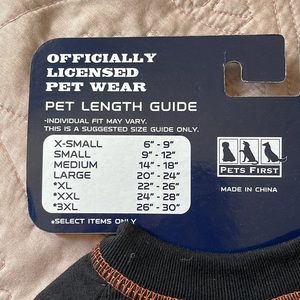 OFFICIALLY
LICENSED
PET WEAR
PET LENGTH GUIDE
-INDIVIDUAL FIT MAY VARY.
THIS IS A SUGGESTED SIZE GUIDE ONLY.
X-SMALL 6" - 9"
SMALL 9" - 12"
MEDIUM 14" - 18"
LARGE 20" - 24"
*XL 22" - 26"
*XXL 24" - 28"
*3XL 26" - 30"
*SELECT ITEMS ONLY
PETS FIRST
MADE IN CHINA